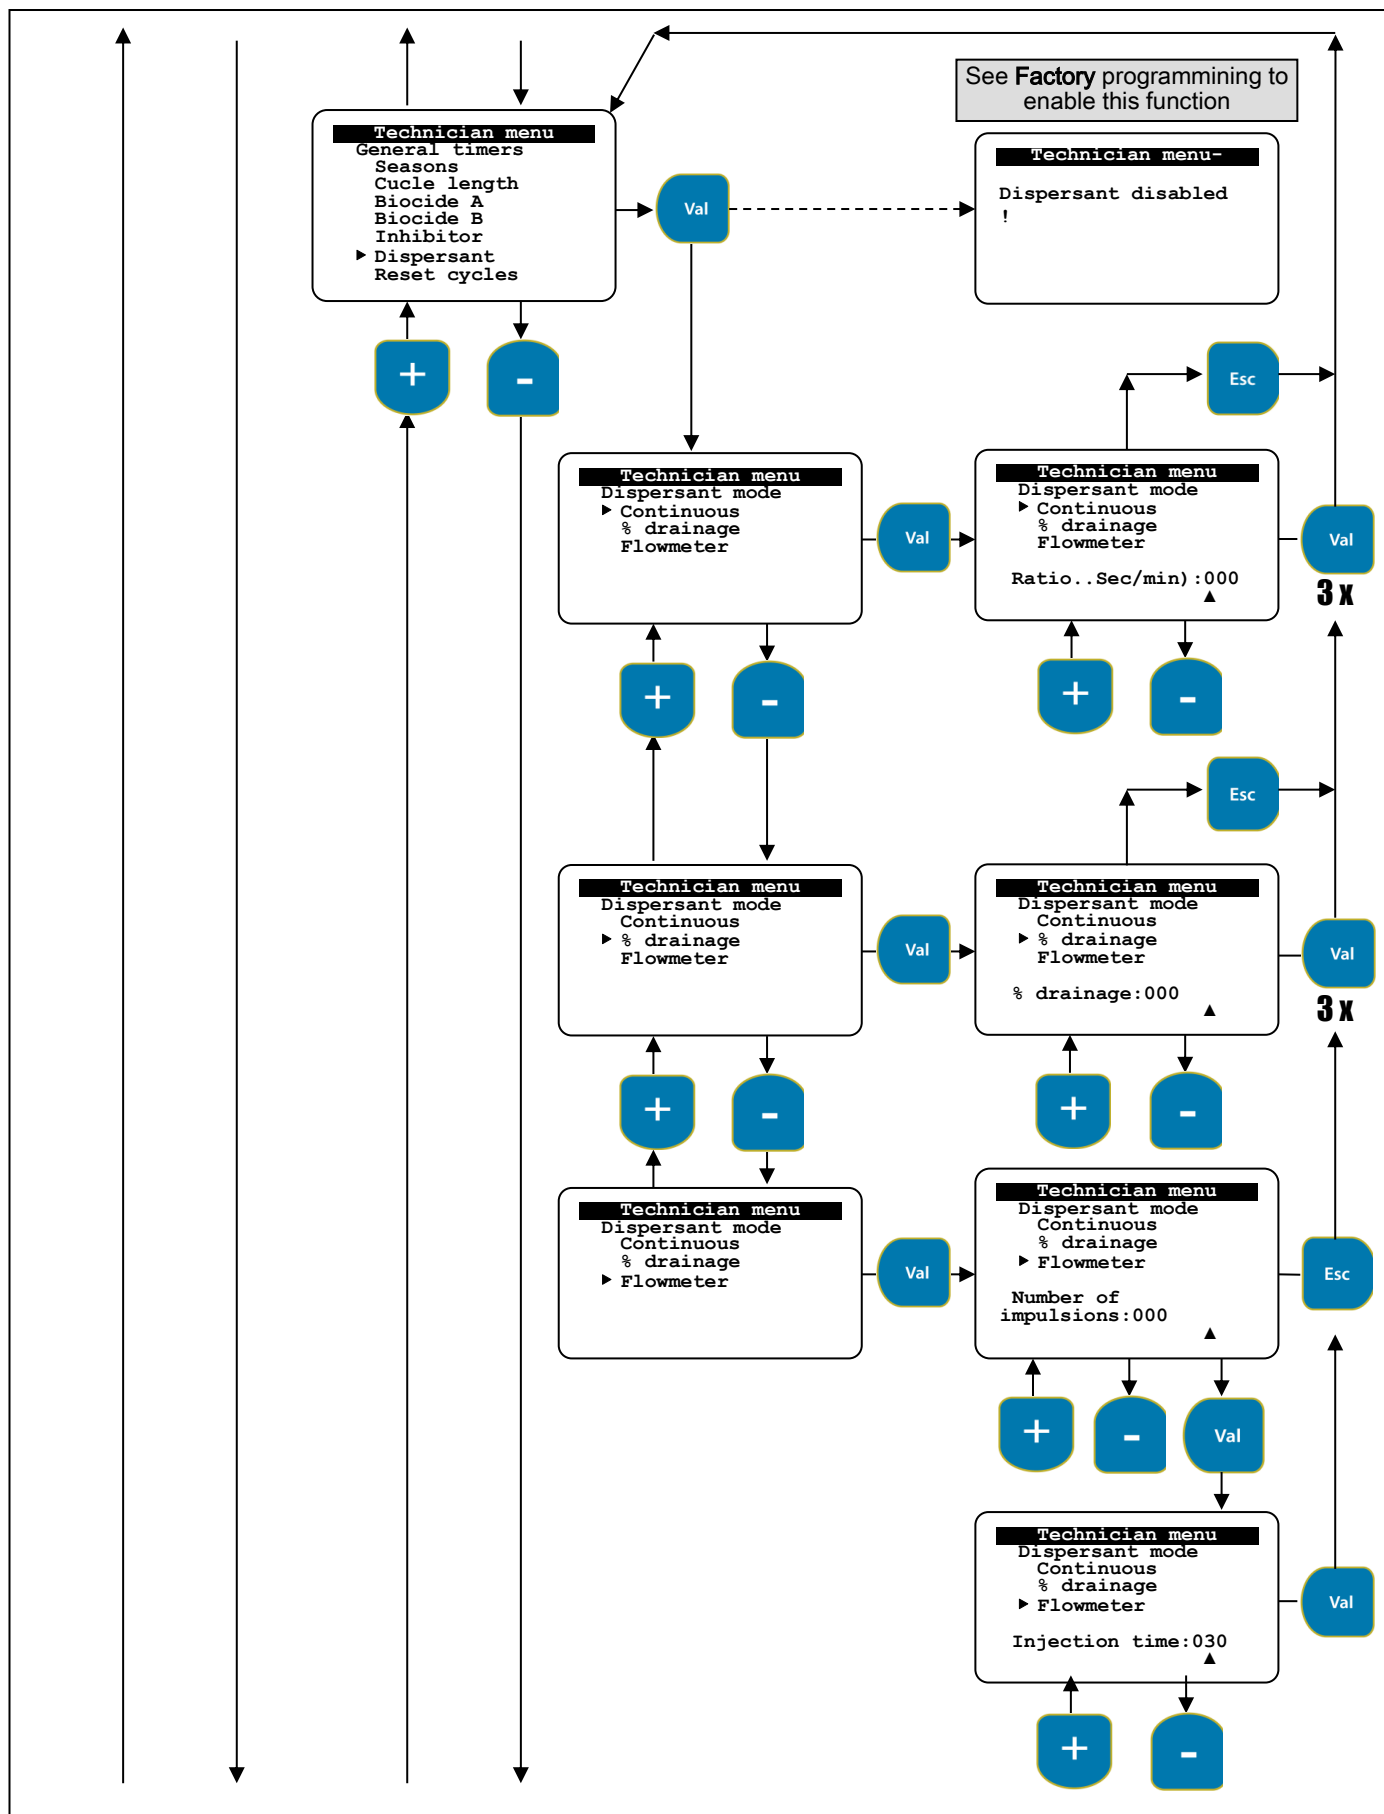 See Factory programmining to
enable this function
Technician menu
General timers
Seasons
Cucle length
Biocide A
Biocide B
Inhibitor
▶ Dispersant
Reset cycles
Val
Technician menu-
Dispersant disabled
!
+
-
Esc
Technician menu
Dispersant mode
▶ Continuous
% drainage
Flowmeter
Val
Technician menu
Dispersant mode
▶ Continuous
% drainage
Flowmeter
Ratio..Sec/min):000
▲
Val
3 x
+
-
+
-
Esc
Technician menu
Dispersant mode
Continuous
▶ % drainage
Flowmeter
Val
Technician menu
Dispersant mode
Continuous
▶ % drainage
Flowmeter
% drainage:000
▲
Val
3 x
+
-
+
-
Technician menu
Dispersant mode
Continuous
% drainage
▶ Flowmeter
Val
Technician menu
Dispersant mode
Continuous
% drainage
▶ Flowmeter
Number of
impulsions:000
▲
Esc
+
-
Val
Technician menu
Dispersant mode
Continuous
% drainage
▶ Flowmeter
Injection time:030
▲
Val
+
-